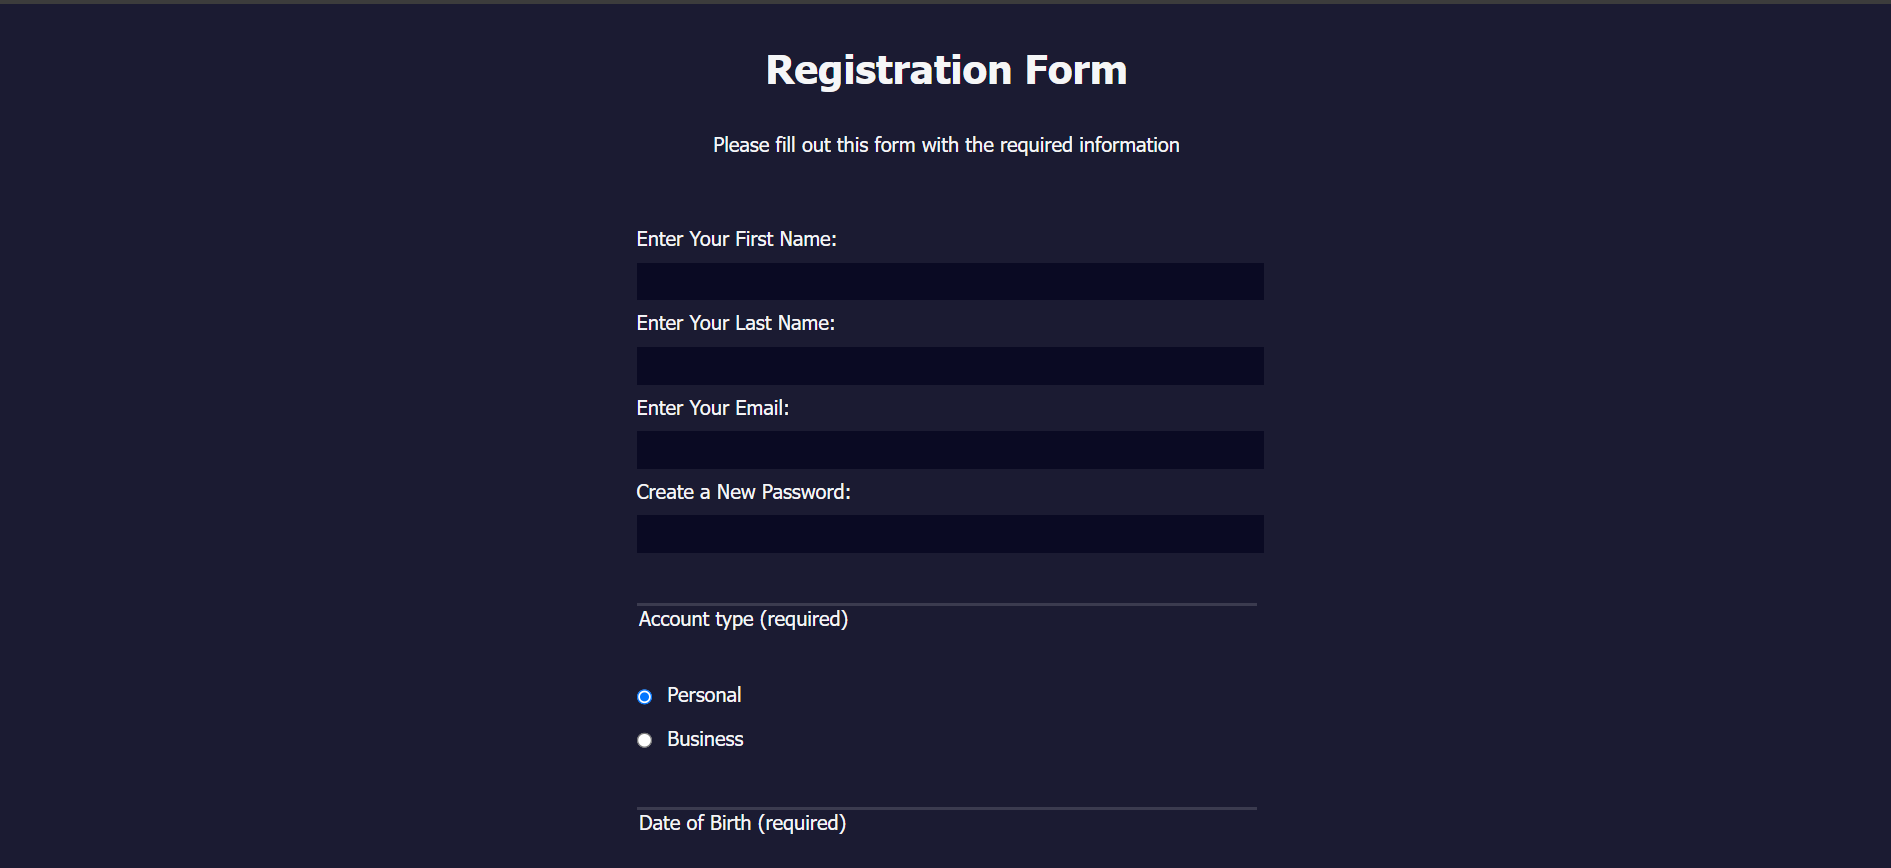 Registration Form
Please fill out this form with the required information
Enter Your First Name:
Enter Your Last Name:
Enter Your Email:
Create a New Password:
Account type (required)
Personal
Business
Date of Birth (required)